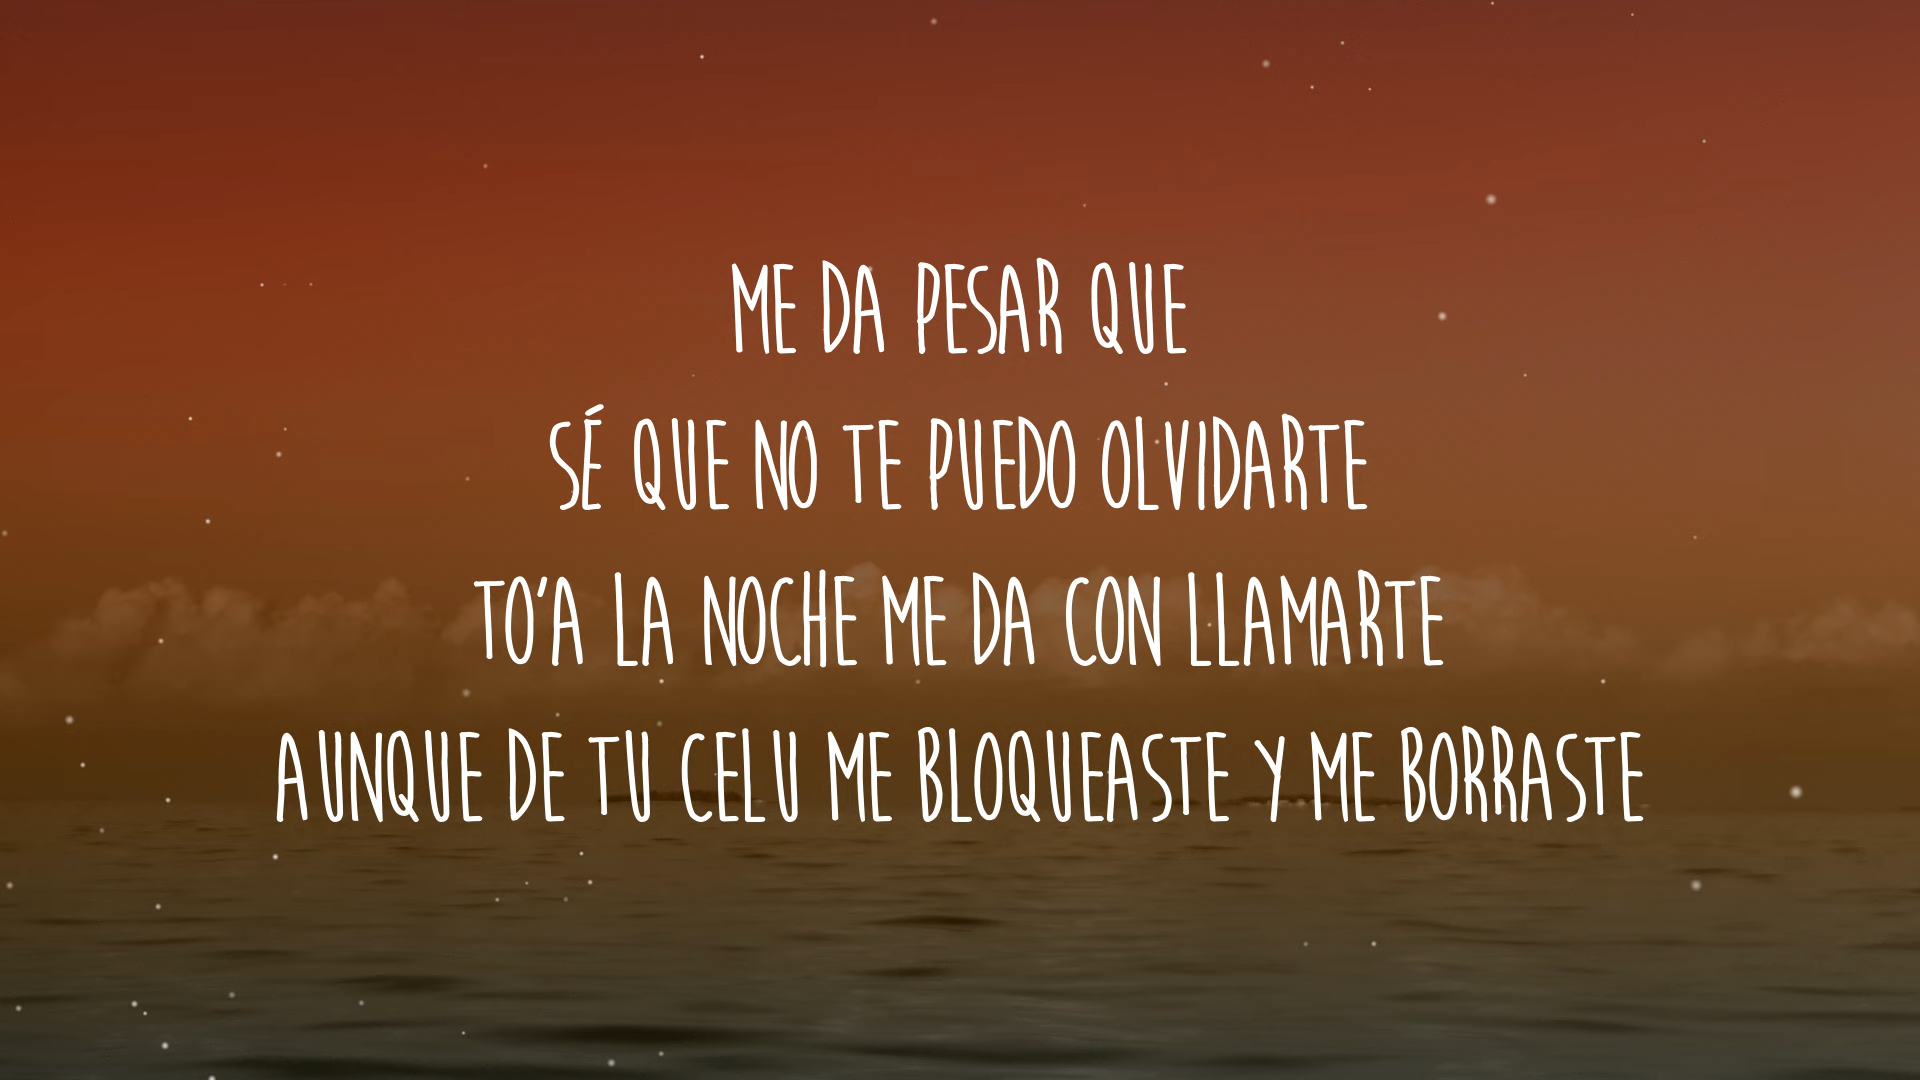 ME DA PESAR QUE
SÉ QUE NO TE PUEDO OLVIDARTE
TO'A LA NOCHE ME DA CON LLAMARTE
AUNQUE DE TU CELU ME BLOQUEASTE Y ME BORRASTE